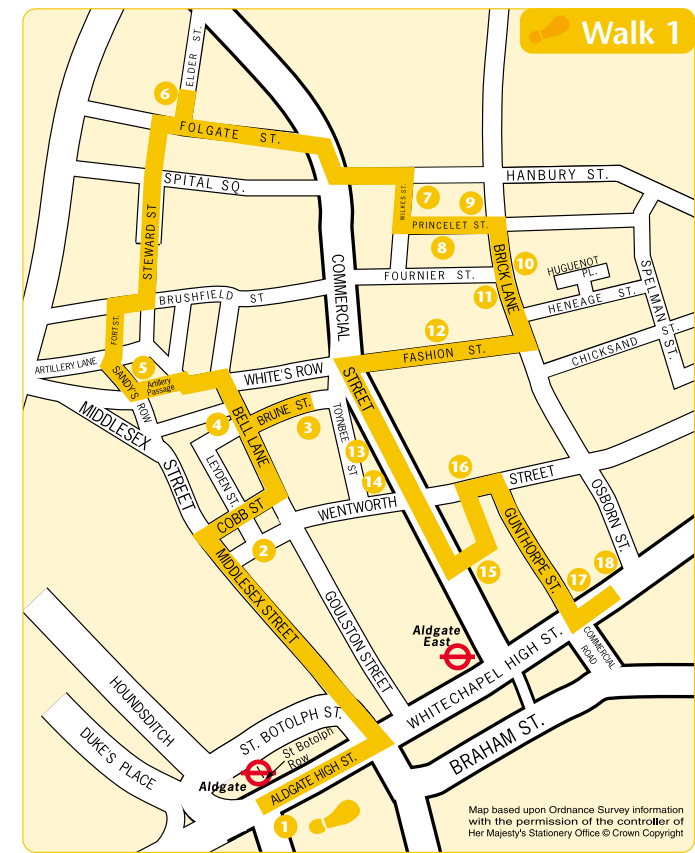 Walk 1
ELDER ST.
6
FOLGATE ST.
SPITAL SQ.
HANBURY ST.
7
9
WILKES ST.
PRINCELET ST.
8
STEWARD ST
COMMERCIAL
BRICK LANE
10
HUGUENOT
PL.
SPELMAN ST.
FOURNIER ST.
11
HENEAGE ST.
BRUSHFIELD ST
12
FORT ST.
FASHION ST.
CHICKSAND ST.
ARTILLERY LANE
5
SANDY'S ROW
Artillery
Passage
WHITE'S ROW
STREET
MIDDLESEX STREET
4
BELL LANE
BRUNE ST.
3
TOYNBEE ST
13
14
LEYDEN ST.
16
STREET
WENTWORTH
OSBORN ST.
COBB ST
2
GUNTHORPE ST.
15
17
18
MIDDLESEX STREET
GOULSTON STREET
Aldgate
East
COMMERCIAL
ROAD
WHITECHAPEL HIGH ST.
HOUNDSDITCH
DUKE'S PLACE
ST. BOTOLPH ST.
St Botolph
Row
BRAHAM ST.
Aldgate
ALDGATE HIGH ST.
1
Map based upon Ordnance Survey information
with the permission of the controller of
Her Majesty's Stationery Office © Crown Copyright